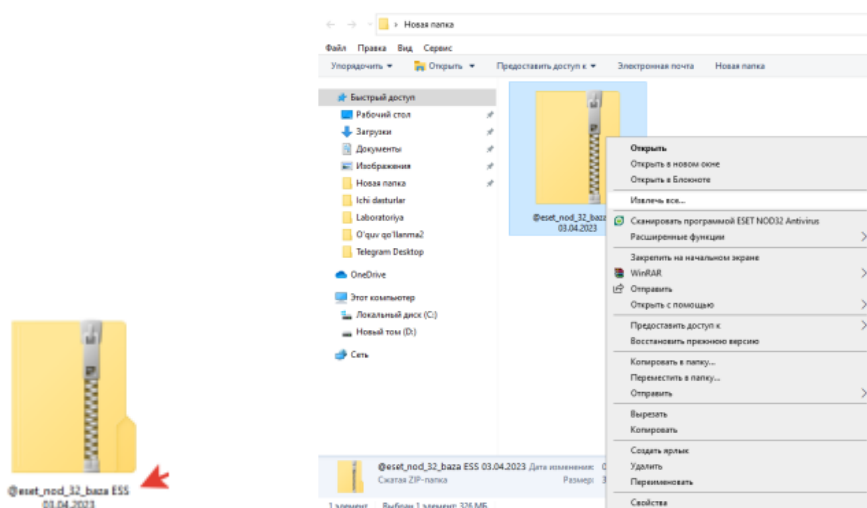 @eset_nod_32_baza ESS
03.04.2023
Новая папка
Файл Правка Вид Сервис
Упорядочить Открыть Предоставить доступ к Электронная почта Новая папка
Быстрый доступ
Рабочий стол
Загрузки
Документы
Изображения
Новая папка
Ichi dasturlar
Laboratoriya
O'quv qo'llanma2
Telegram Desktop
OneDrive
Этот компьютер
Локальный диск (C:)
Новый том (D:)
Сеть
@eset_nod_32_baza
03.04.2023
Открыть
Открыть в новом окне
Открыть в Блокноте
Извлечь все...
Сканировать программой ESET NOD32 Antivirus
Расширенные функции
Закрепить на начальном экране
WinRAR
Отправить
Открыть с помощью
Предоставить доступ к
Восстановить прежнюю версию
Копировать в папку...
Переместить в папку...
Отправить
Вырезать
Копировать
Создать ярлык
Удалить
Переименовать
Свойства
@eset_nod_32_baza ESS 03.04.2023 Дата изменения:
Сжатая ZIP-папка Размер:
1 элемент Выбран 1 элемент: 326 МБ